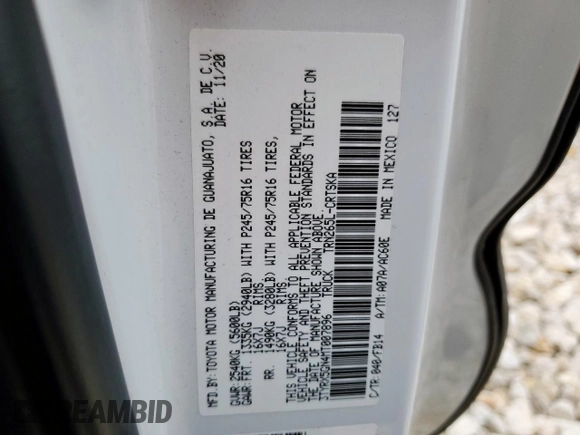 MFD.BY:TOYOTA MOTOR MANUFACTURING DE GUANAJUATO, S.A. DE C.V.
DATE: 11/20
GVWR:2540KG(5600LB)
GAWR:FRT. 1335KG (2940LB) WITH P245/75R16 TIRES,
16X7J RIMS,
RR. 1490KG (3280LB) WITH P245/75R16 TIRES,
16X7J RIMS,
THIS VEHICLE CONFORMS TO ALL APPLICABLE FEDERAL MOTOR
VEHICLE SAFETY AND THEFT PREVENTION STANDARDS IN EFFECT ON
THE DATE OF MANUFACTURE SHOWN ABOVE.
TRUCK TRN265L-CRTSKA
C/TR:040/FB14 A/TM:A07A/AC60E MADE IN MEXICO 127